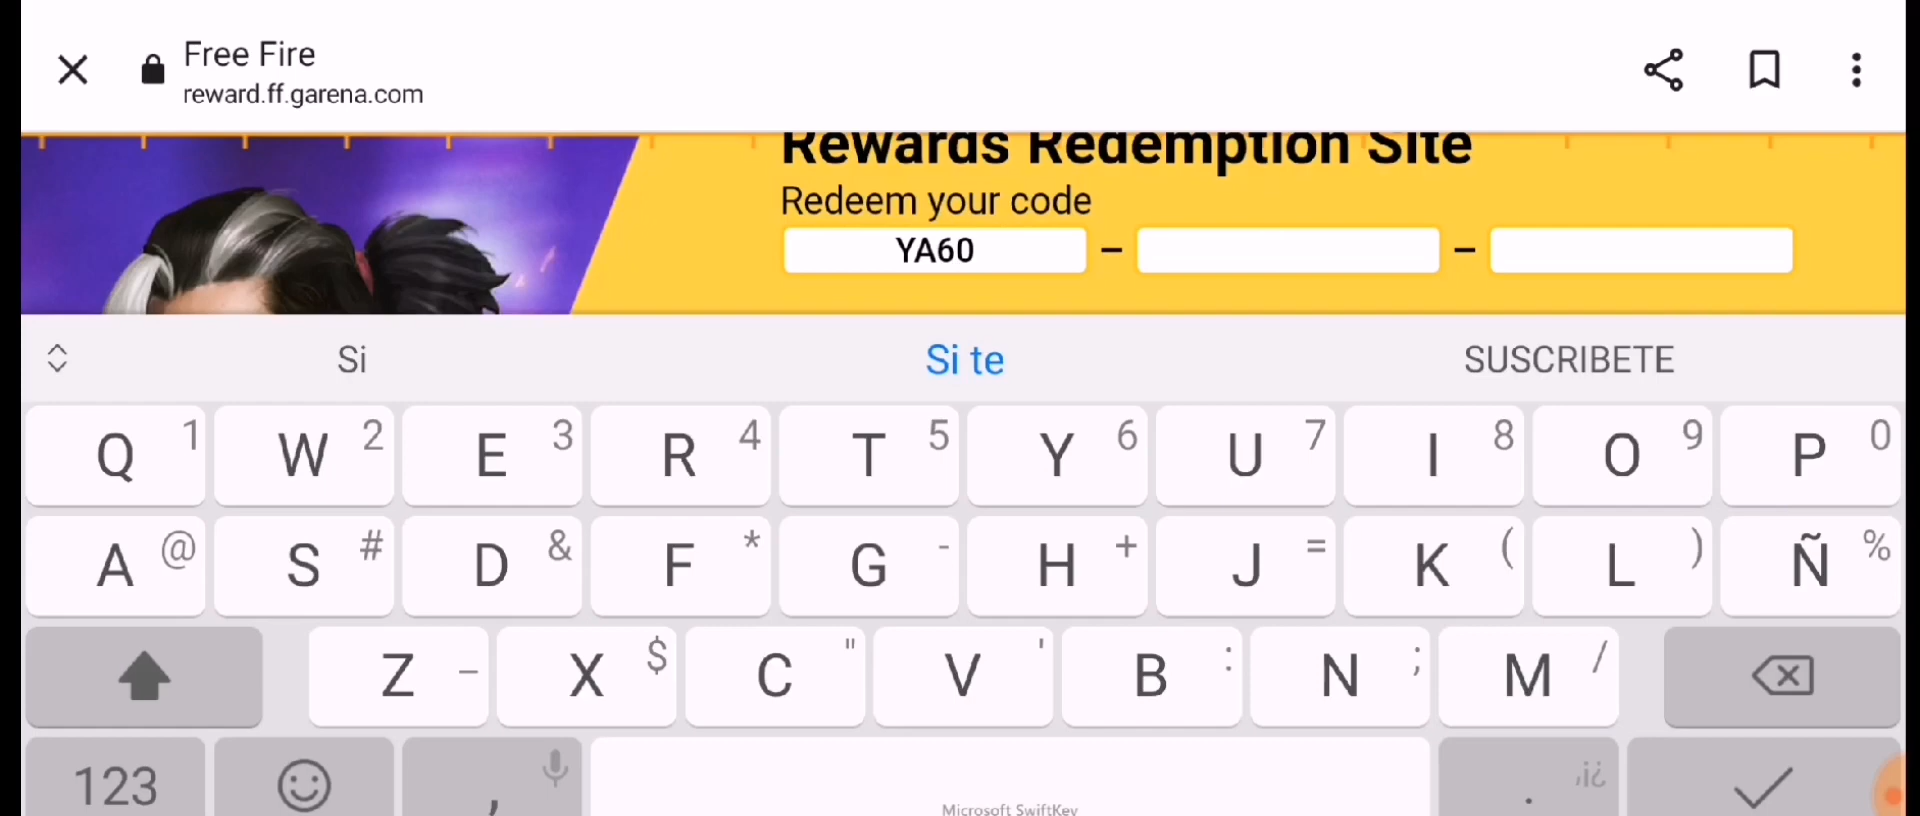 Free Fire
reward.ff.garena.com
Rewards Redemption Site
Redeem your code
YA60 – –
Si Si te SUSCRIBETE
Q 1 W 2 E 3 R 4 T 5 Y 6 U 7 I 8 O 9 P 0
A @ S # D & F * G - H + J = K ( L ) Ñ %
Z _ X $ C " V ' B : N ; M /
123 , . ,!¿
Microsoft SwiftKey